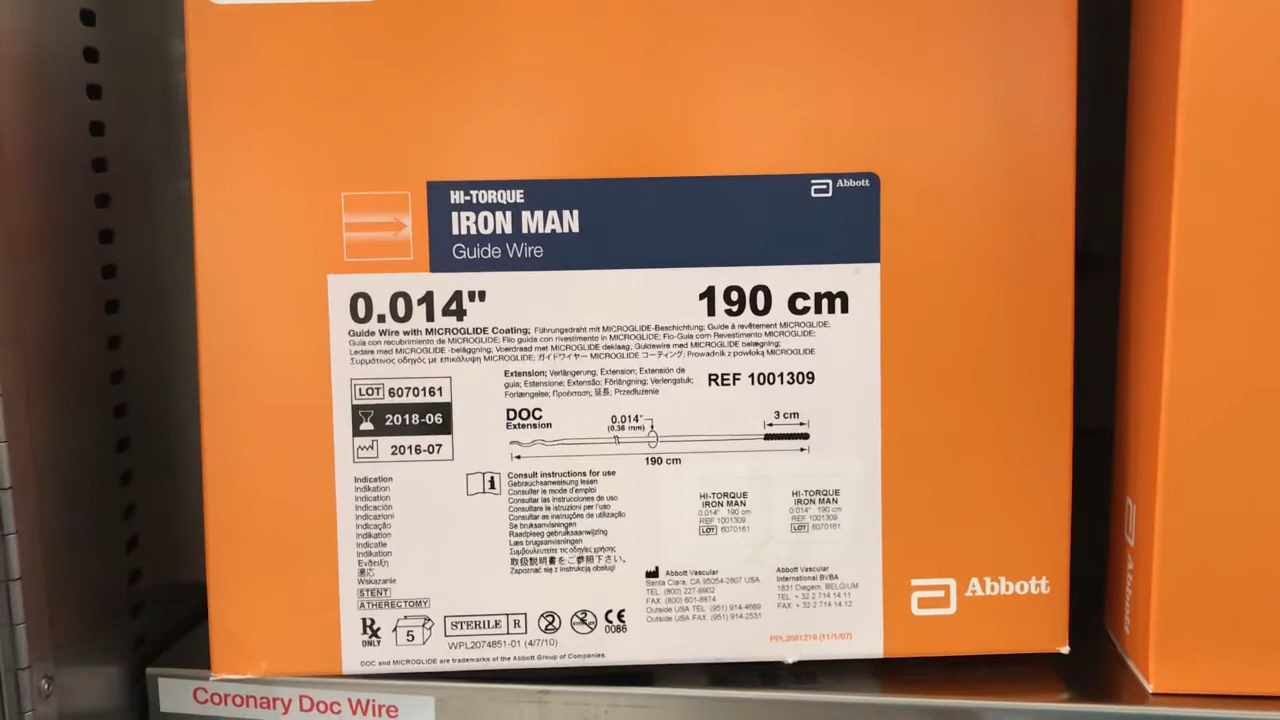 HI-TORQUE
IRON MAN
Guide Wire
Abbott
0.014" 190 cm
Guide Wire with MICROGLIDE Coating; Führungsdraht mit MICROGLIDE-Beschichtung; Guide à revêtement MICROGLIDE;
Guía con recubrimiento de MICROGLIDE; Filo guida con rivestimento in MICROGLIDE; Fio-Guia com Revestimento MICROGLIDE;
Ledare med MICROGLIDE -beläggning; Voerdraad met MICROGLIDE deklaag; Guidewire med MICROGLIDE belægning;
Συρμάτινος οδηγός με επικάλυψη MICROGLIDE; ガイドワイヤー MICROGLIDE コーティング; Prowadnik z powłoką MICROGLIDE
LOT 6070161
2018-06
2016-07
Extension; Verlängerung; Extension; Extensión de
guía; Estensione; Extensão; Förlängning; Verlengstuk;
Forlængelse; Προέκταση; 延長; Przedłużenie
REF 1001309
DOC
Extension
0.014"
(0.36 mm)
3 cm
190 cm
Indication
Indikation
Indication
Indicación
Indicazioni
Indicação
Indikation
Indicatie
Indikation
Ένδειξη
適応
Wskazanie
STENT
ATHERECTOMY
Consult instructions for use
Gebrauchsanweisung lesen
Consulter le mode d'emploi
Consultar las instrucciones de uso
Consultare le istruzioni per l'uso
Consultar as instruções de utilização
Se bruksanvisningen
Raadpleeg gebruiksaanwijzing
Læs brugsanvisningen
Συμβουλευτείτε τις οδηγίες χρήσης
取扱説明書をご参照下さい。
Zapoznać się z instrukcją obsługi
HI-TORQUE
IRON MAN
0.014" 190 cm
REF 1001309
LOT 6070161
HI-TORQUE
IRON MAN
0.014" 190 cm
REF 1001309
LOT 6070161
Abbott Vascular
Santa Clara, CA 95054-2807 USA
TEL (800) 227-9902
FAX (800) 601-8874
Outside USA TEL (951) 914-4669
Outside USA FAX (951) 914-2531
Abbott Vascular
International BVBA
1831 Diegem, BELGIUM
TEL + 32 2 714 14 11
FAX + 32 2 714 14 12
Rx
ONLY
5
STERILE R
2
2
CE
0086
WPL2074851-01 (4/7/10)
PPL2081219 (11/1/07)
DOC and MICROGLIDE are trademarks of the Abbott Group of Companies.
Abbott
Abbott
Coronary Doc Wire